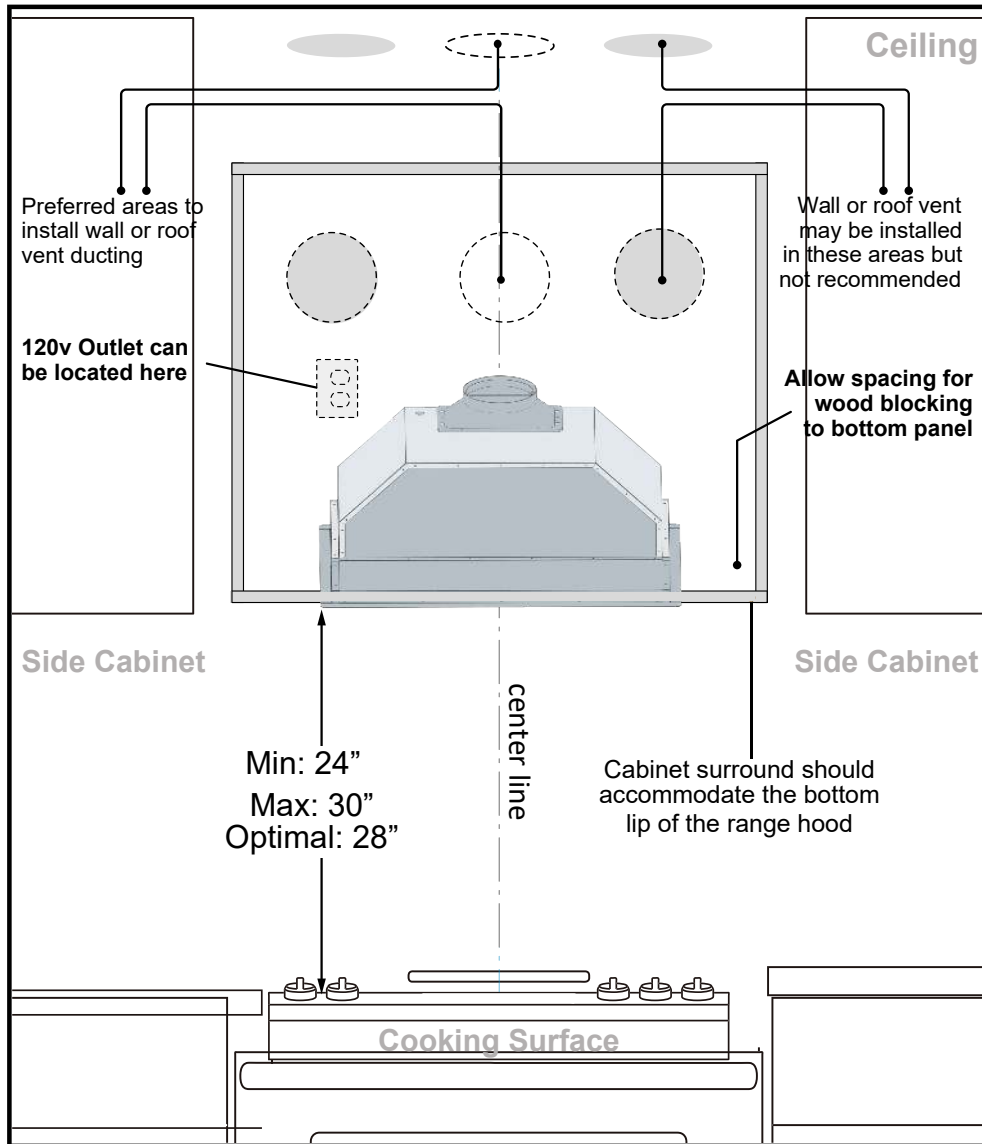 Ceiling
Preferred areas to
install wall or roof
vent ducting
Wall or roof vent
may be installed
in these areas but
not recommended
120v Outlet can
be located here
Allow spacing for
wood blocking
to bottom panel
Side Cabinet
Side Cabinet
center line
Min: 24”
Max: 30”
Optimal: 28”
Cabinet surround should
accommodate the bottom
lip of the range hood
Cooking Surface